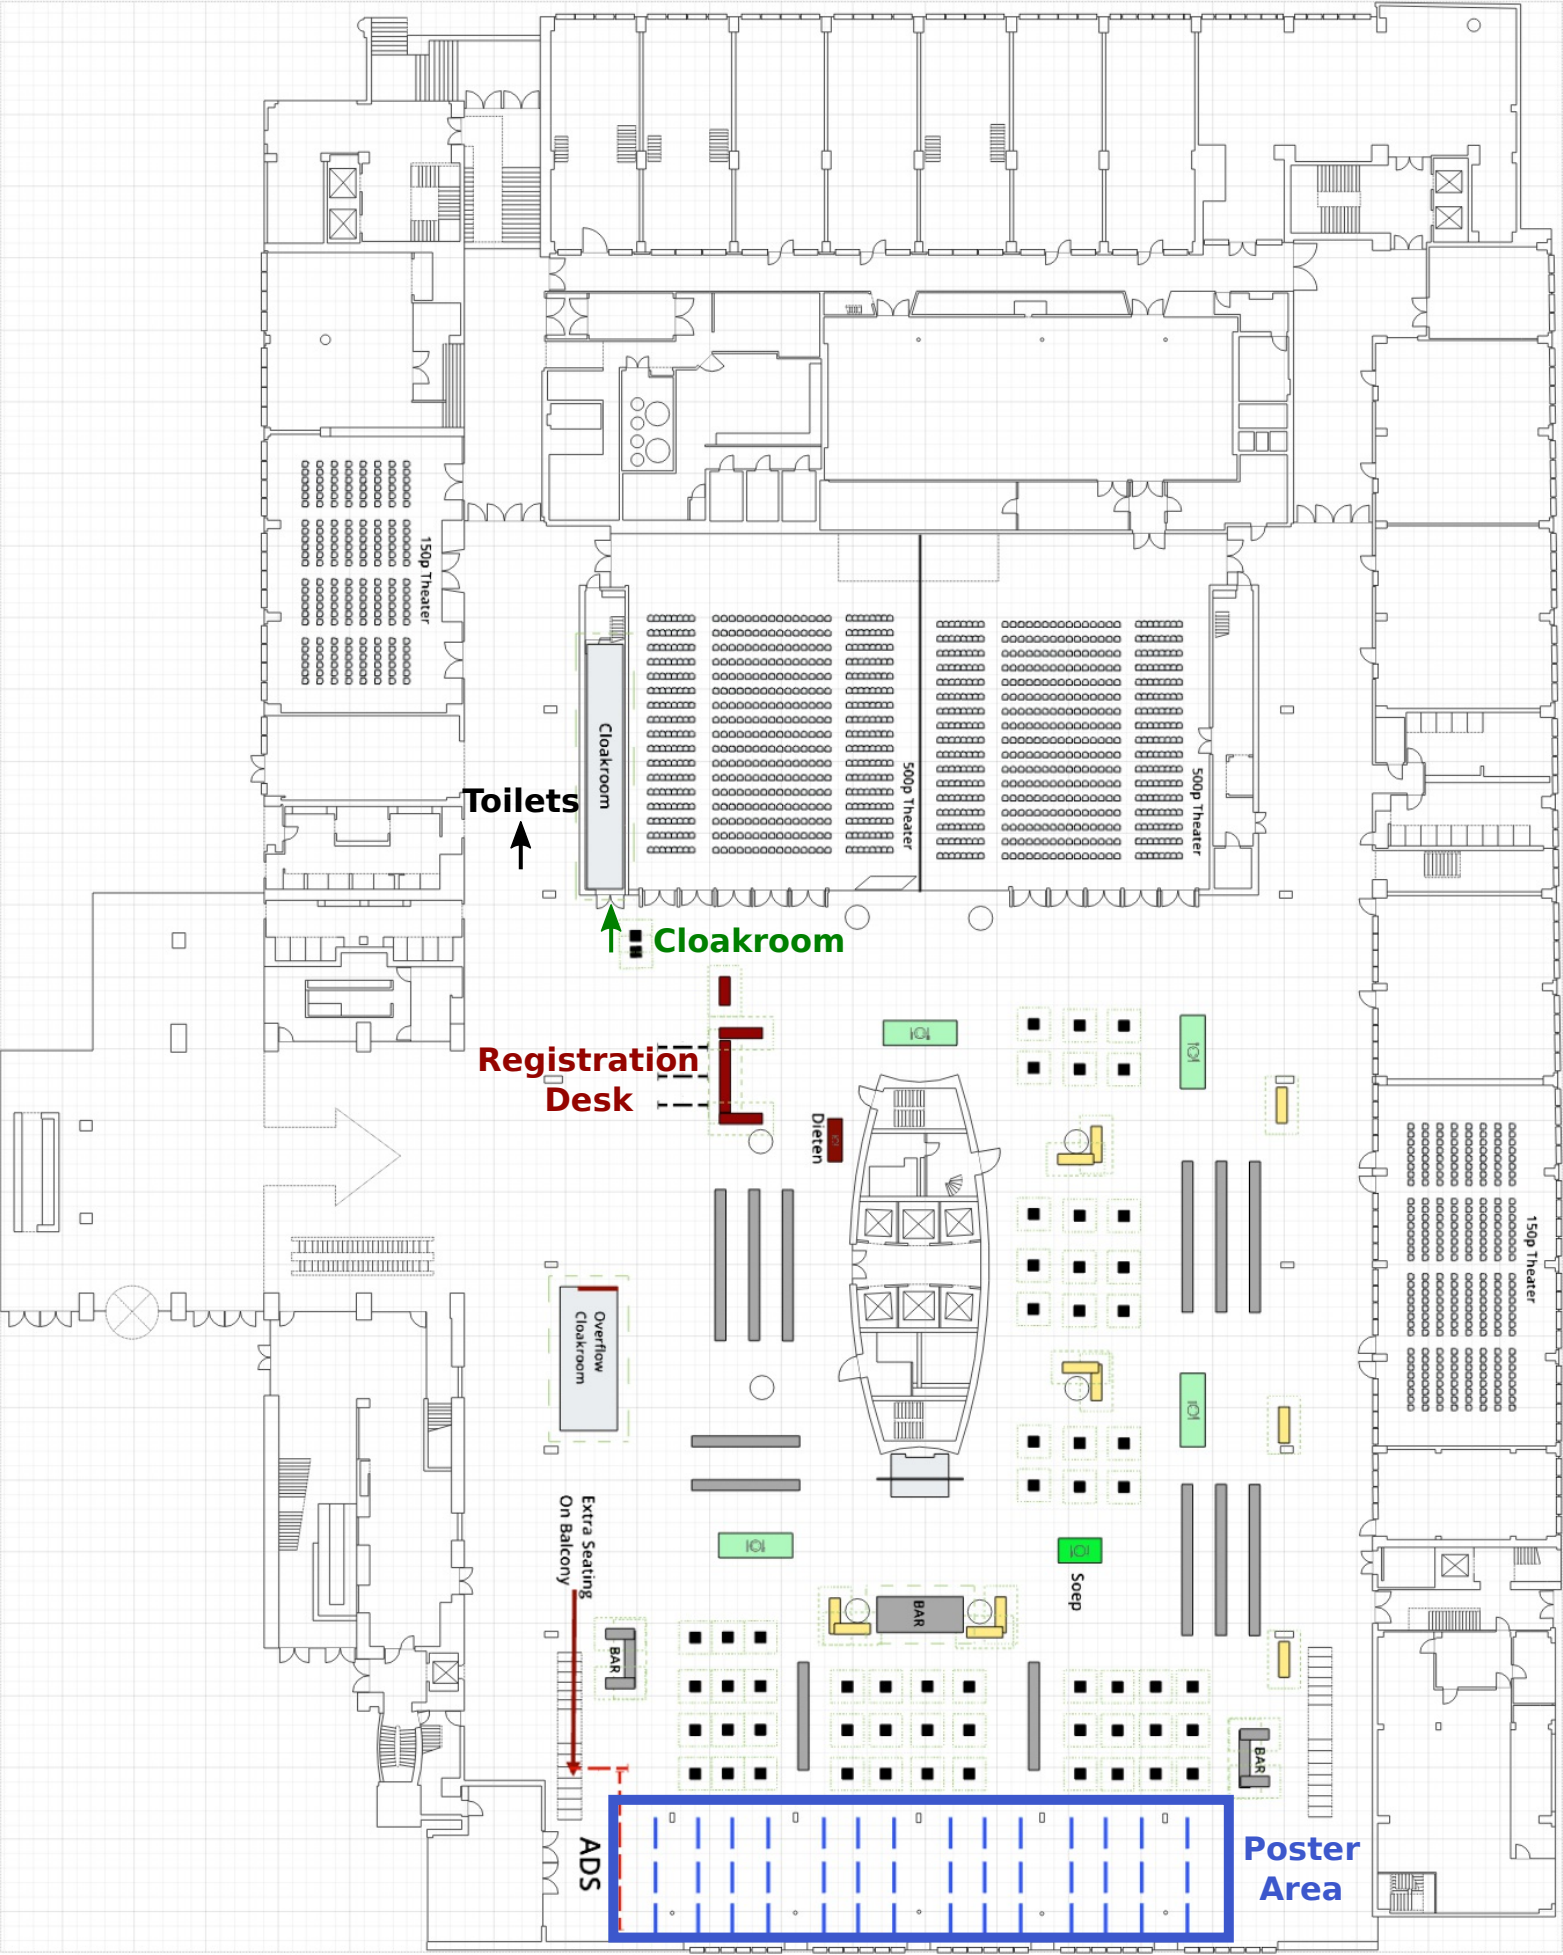 150p Theater
Cloakroom
500p Theater
500p Theater
Toilets
Cloakroom
Registration
Desk
Dieten
150p Theater
Overflow
Cloakroom
Extra Seating
On Balcony
Soep
BAR
BAR
BAR
ADS
Poster
Area